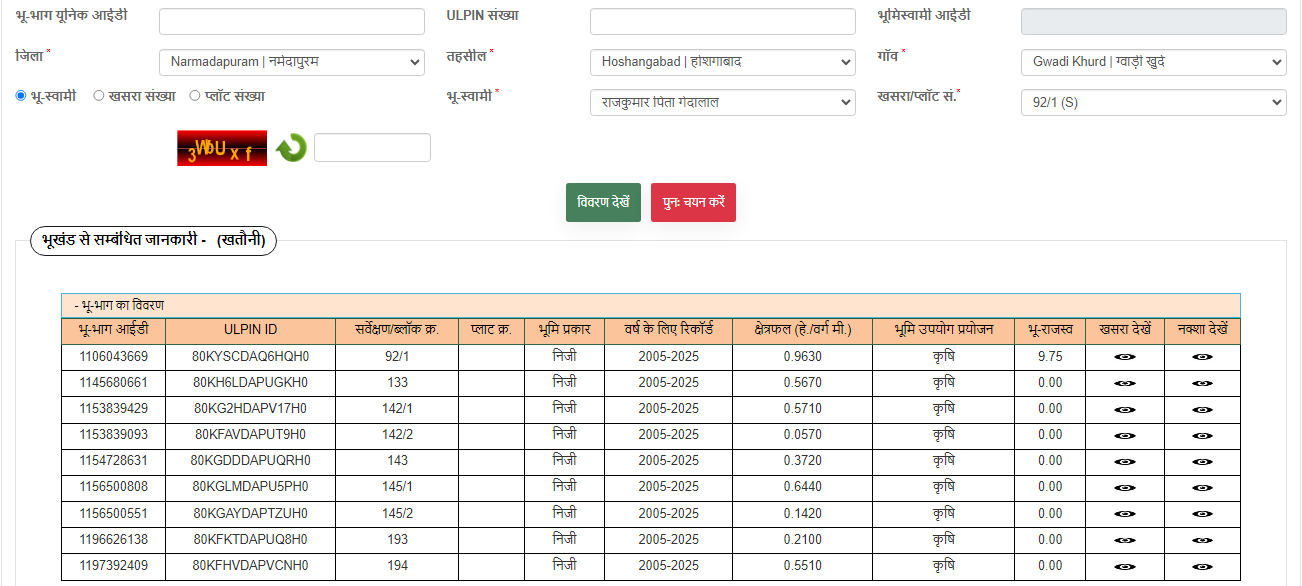 भू-भाग यूनिक आईडी ULPIN संख्या भूमिस्वामी आईडी
जिला * Narmadapuram | नर्मदापुरम तहसील * Hoshangabad | होशंगाबाद गाँव * Gwadi Khurd | ग्वाड़ी खुर्द
भू-स्वामी खसरा संख्या प्लॉट संख्या भू-स्वामी * राजकुमार पिता गेंदालाल खसरा/प्लॉट सं.* 92/1 (S)
विवरण देखें पुनः चयन करें
भूखंड से सम्बंधित जानकारी - (खतौनी)
- भू-भाग का विवरण
भू-भाग आईडी ULPIN ID सर्वेक्षण/ब्लॉक क्र. प्लाट क्र. भूमि प्रकार वर्ष के लिए रिकॉर्ड क्षेत्रफल (हे./वर्ग मी.) भूमि उपयोग प्रयोजन भू-राजस्व खसरा देखें नक्शा देखें
1106043669 80KYSCDAQ6HQH0 92/1 निजी 2005-2025 0.9630 कृषि 9.75
1145680661 80KH6LDAPUGKH0 133 निजी 2005-2025 0.5670 कृषि 0.00
1153839429 80KG2HDAPV17H0 142/1 निजी 2005-2025 0.5710 कृषि 0.00
1153839093 80KFAVDAPUT9H0 142/2 निजी 2005-2025 0.0570 कृषि 0.00
1154728631 80KGDDDAPUQRH0 143 निजी 2005-2025 0.3720 कृषि 0.00
1156500808 80KGLMDAPU5PH0 145/1 निजी 2005-2025 0.6440 कृषि 0.00
1156500551 80KGAYDAPTZUH0 145/2 निजी 2005-2025 0.1420 कृषि 0.00
1196626138 80KFKTDAPUQ8H0 193 निजी 2005-2025 0.2100 कृषि 0.00
1197392409 80KFHVDAPVCNH0 194 निजी 2005-2025 0.5510 कृषि 0.00